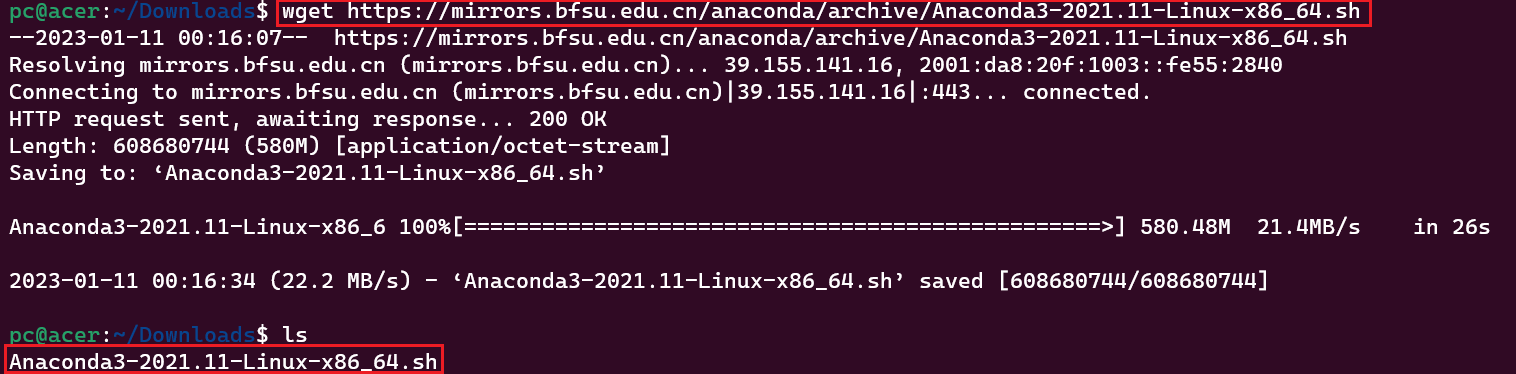 pc@acer:~/Downloads$ wget https://mirrors.bfsu.edu.cn/anaconda/archive/Anaconda3-2021.11-Linux-x86_64.sh
--2023-01-11 00:16:07--  https://mirrors.bfsu.edu.cn/anaconda/archive/Anaconda3-2021.11-Linux-x86_64.sh
Resolving mirrors.bfsu.edu.cn (mirrors.bfsu.edu.cn)... 39.155.141.16, 2001:da8:20f:1003::fe55:2840
Connecting to mirrors.bfsu.edu.cn (mirrors.bfsu.edu.cn)|39.155.141.16|:443... connected.
HTTP request sent, awaiting response... 200 OK
Length: 608680744 (580M) [application/octet-stream]
Saving to: ‘Anaconda3-2021.11-Linux-x86_64.sh’
Anaconda3-2021.11-Linux-x86_6 100%[=================================================>] 580.48M  21.4MB/s    in 26s
2023-01-11 00:16:34 (22.2 MB/s) - ‘Anaconda3-2021.11-Linux-x86_64.sh’ saved [608680744/608680744]
pc@acer:~/Downloads$ ls
Anaconda3-2021.11-Linux-x86_64.sh